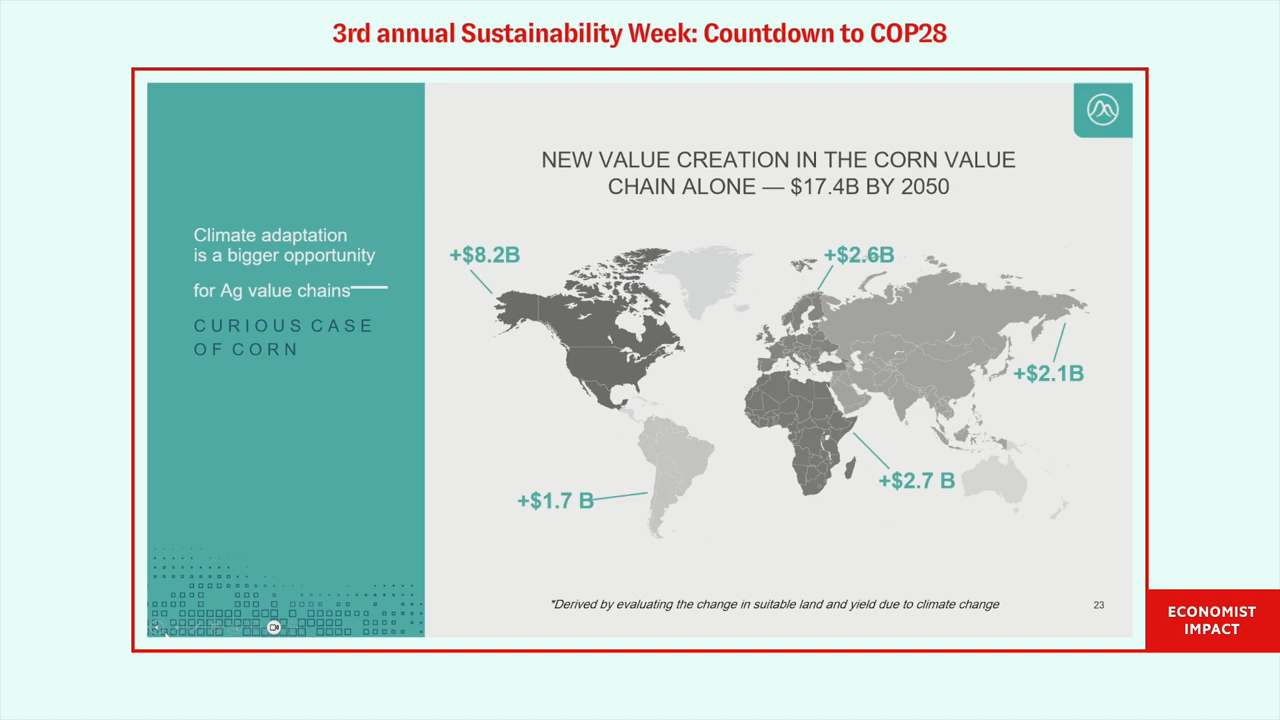 3rd annual Sustainability Week: Countdown to COP28
Climate adaptation
is a bigger opportunity
for Ag value chains—
CURIOUS CASE
OF CORN
NEW VALUE CREATION IN THE CORN VALUE
CHAIN ALONE — $17.4B BY 2050
+$8.2B
+$2.6B
+$2.1B
+$2.7 B
+$1.7 B
*Derived by evaluating the change in suitable land and yield due to climate change
23
ECONOMIST
IMPACT